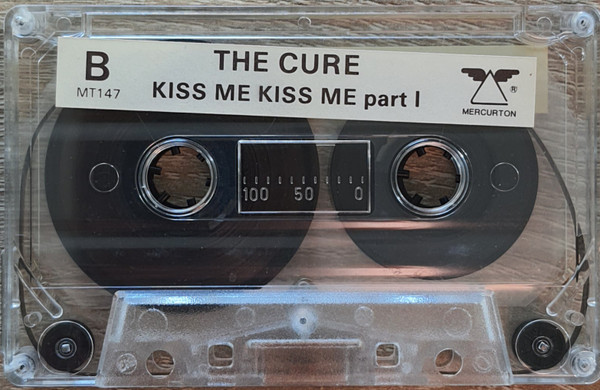 B
MT147
THE CURE
KISS ME KISS ME part I
®
MERCURTON
100 50 0